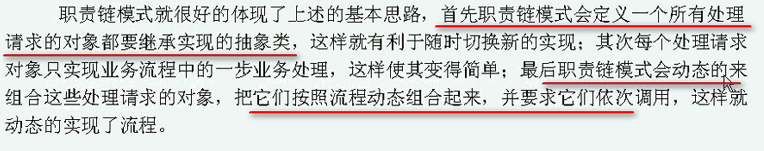 职责链模式就很好的体现了上述的基本思路，首先职责链模式会定义一个所有处理
请求的对象都要继承实现的抽象类，这样就有利于随时切换新的实现；其次每个处理请求
对象只实现业务流程中的一步业务处理，这样使其变得简单；最后职责链模式会动态的来
组合这些处理请求的对象，把它们按照流程动态组合起来，并要求它们依次调用，这样就
动态的实现了流程。